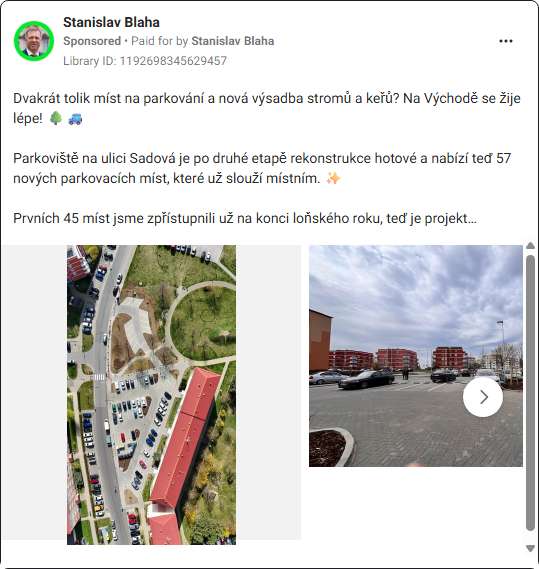 Stanislav Blaha
Sponsored • Paid for by Stanislav Blaha
Library ID: 1192698345629457
Dvakrát tolik míst na parkování a nová výsadba stromů a keřů? Na Východě se žije
lépe! 🌳 🚙
Parkoviště na ulici Sadová je po druhé etapě rekonstrukce hotové a nabízí teď 57
nových parkovacích míst, které už slouží místním. ✨
Prvních 45 míst jsme zpřístupnili už na konci loňského roku, teď je projekt…